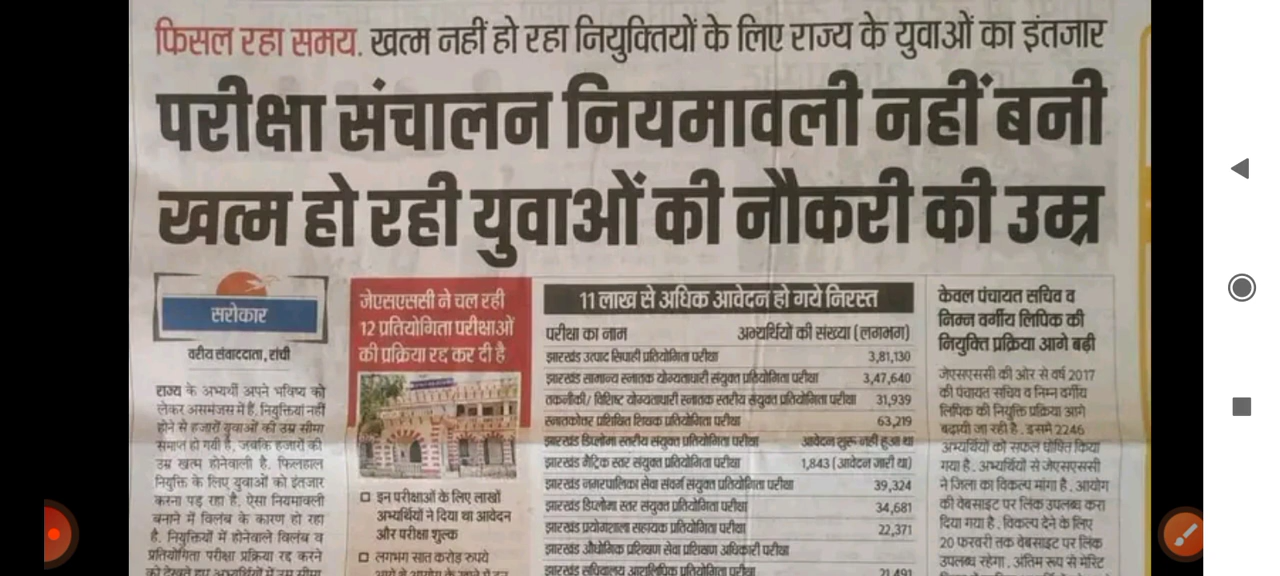 फिसल रहा समय. खत्म नहीं हो रहा नियुक्तियों के लिए राज्य के युवाओं का इंतजार
परीक्षा संचालन नियमावली नहीं बनी
खत्म हो रही युवाओं की नौकरी की उम्र
सरोकार
वरीय संवाददाता, रांची
राज्य के अभ्यर्थी अपने भविष्य को
लेकर असमंजस में हैं. नियुक्तियां नहीं
होने से हजारों युवाओं की उम्र सीमा
समाप्त हो गयी है, जबकि हजारों की
उम्र खत्म होनेवाली है. फिलहाल
नियुक्ति के लिए युवाओं को इंतजार
करना पड़ रहा है. ऐसा नियमावली
बनाने में विलंब के कारण हो रहा
है. नियुक्तियों में होनेवाले विलंब व
प्रतियोगिता परीक्षा प्रक्रिया रद्द करने
को देखते हुए अभ्यर्थियों में उम्र सीमा
जेएसएससी ने चल रही
12 प्रतियोगिता परीक्षाओं
की प्रक्रिया रद्द कर दी है
इन परीक्षाओं के लिए लाखों
अभ्यर्थियों ने दिया था आवेदन
और परीक्षा शुल्क
लगभग सात करोड़ रुपये
11 लाख से अधिक आवेदन हो गये निरस्त
परीक्षा का नाम अभ्यर्थियों की संख्या (लगभग)
झारखंड उत्पाद सिपाही प्रतियोगिता परीक्षा 3,81,130
झारखंड सामान्य स्नातक योग्यताधारी संयुक्त प्रतियोगिता परीक्षा 3,47,640
तकनीकी/ विशिष्ट योग्यताधारी स्नातक स्तरीय संयुक्त प्रतियोगिता परीक्षा 31,939
स्नातकोत्तर प्रशिक्षित शिक्षक प्रतियोगिता परीक्षा 63,219
झारखंड डिप्लोमा स्तरीय संयुक्त प्रतियोगिता परीक्षा आवेदन शुरू नहीं हुआ था
झारखंड मैट्रिक स्तर संयुक्त प्रतियोगिता परीक्षा 1,843 (आवेदन जारी था)
झारखंड नगरपालिका सेवा संवर्ग संयुक्त प्रतियोगिता परीक्षा 39,324
झारखंड डिप्लोमा स्तर संयुक्त प्रतियोगिता परीक्षा 34,681
झारखंड प्रयोगशाला सहायक प्रतियोगिता परीक्षा 22,371
झारखंड औद्योगिक प्रशिक्षण सेवा प्रशिक्षण अधिकारी परीक्षा
झारखंड सचिवालय आशुलिपिक प्रतियोगिता परीक्षा 21,491
केवल पंचायत सचिव व
निम्न वर्गीय लिपिक की
नियुक्ति प्रक्रिया आगे बढ़ी
जेएसएससी की ओर से वर्ष 2017
की पंचायत सचिव व निम्न वर्गीय
लिपिक की नियुक्ति प्रक्रिया आगे
बढ़ायी जा रही है. इसमें 2246
अभ्यर्थियों को सफल घोषित किया
गया है. अभ्यर्थियों से जेएसएससी
ने जिला का विकल्प मांगा है. आयोग
की वेबसाइट पर लिंक उपलब्ध करा
दिया गया है. विकल्प देने के लिए
20 फरवरी तक वेबसाइट पर लिंक
उपलब्ध रहेगा. अंतिम रूप से मेरिट